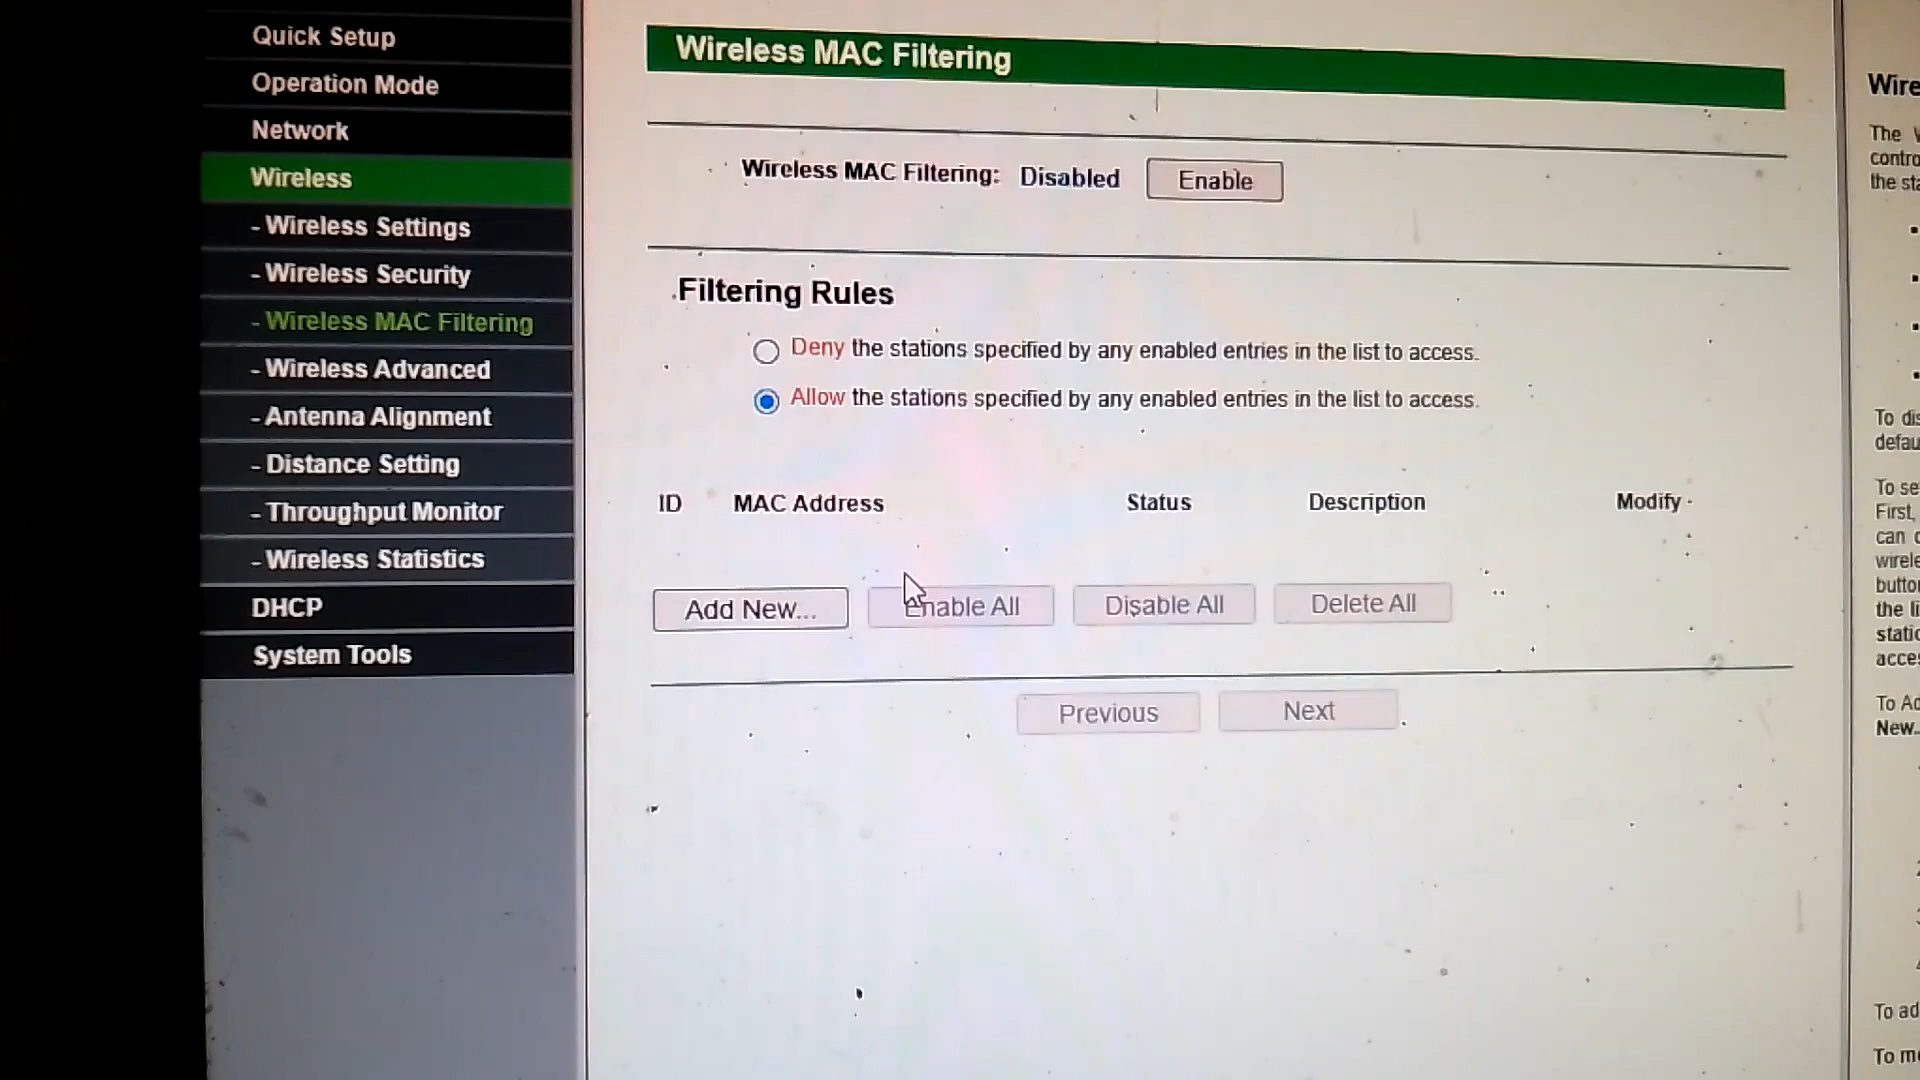 Quick Setup
Operation Mode
Network
Wireless
- Wireless Settings
- Wireless Security
- Wireless MAC Filtering
- Wireless Advanced
- Antenna Alignment
- Distance Setting
- Throughput Monitor
- Wireless Statistics
DHCP
System Tools
Wireless MAC Filtering
Wireless MAC Filtering: Disabled Enable
Filtering Rules
Deny the stations specified by any enabled entries in the list to access.
Allow the stations specified by any enabled entries in the list to access.
ID MAC Address Status Description Modify
Add New... Enable All Disable All Delete All
Previous Next
The
the
To
To
First,
can
the
To
New..
To
To